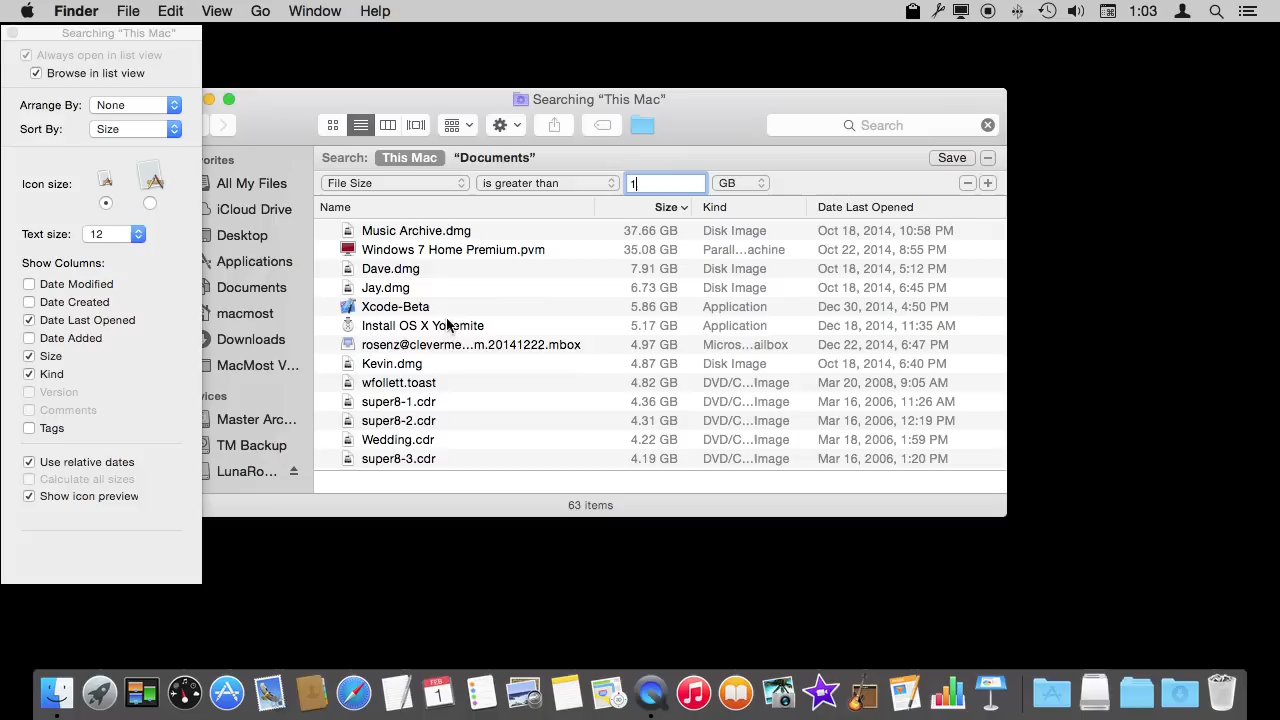 Finder File Edit View Go Window Help 1:03
Searching “This Mac”
Always open in list view
Browse in list view
Arrange By: None
Sort By: Size
Icon size:
Text size: 12
Show Columns:
Date Modified
Date Created
Date Last Opened
Date Added
Size
Kind
Version
Comments
Tags
Use relative dates
Calculate all sizes
Show icon preview
Searching “This Mac”
Search
Search: This Mac “Documents” Save
File Size is greater than 1 GB
Name Size Kind Date Last Opened
vorites
All My Files
iCloud Drive
Desktop
Applications
Documents
macmost
Downloads
MacMost V...
vices
Master Arc...
TM Backup
LunaRo...
Music Archive.dmg 37.66 GB Disk Image Oct 18, 2014, 10:58 PM
Windows 7 Home Premium.pvm 35.08 GB Parall...achine Oct 22, 2014, 8:55 PM
Dave.dmg 7.91 GB Disk Image Oct 18, 2014, 5:12 PM
Jay.dmg 6.73 GB Disk Image Oct 18, 2014, 6:45 PM
Xcode-Beta 5.86 GB Application Dec 30, 2014, 4:50 PM
Install OS X Yosemite 5.17 GB Application Dec 18, 2014, 11:35 AM
rosenz@cleverme...m.20141222.mbox 4.97 GB Micros...ailbox Dec 22, 2014, 6:47 PM
Kevin.dmg 4.87 GB Disk Image Oct 18, 2014, 6:40 PM
wfollett.toast 4.82 GB DVD/C...Image Mar 20, 2008, 9:05 AM
super8-1.cdr 4.36 GB DVD/C...Image Mar 16, 2006, 11:26 AM
super8-2.cdr 4.31 GB DVD/C...Image Mar 16, 2006, 12:19 PM
Wedding.cdr 4.22 GB DVD/C...Image Mar 18, 2006, 1:59 PM
super8-3.cdr 4.19 GB DVD/C...Image Mar 16, 2006, 1:20 PM
63 items
FEB
1